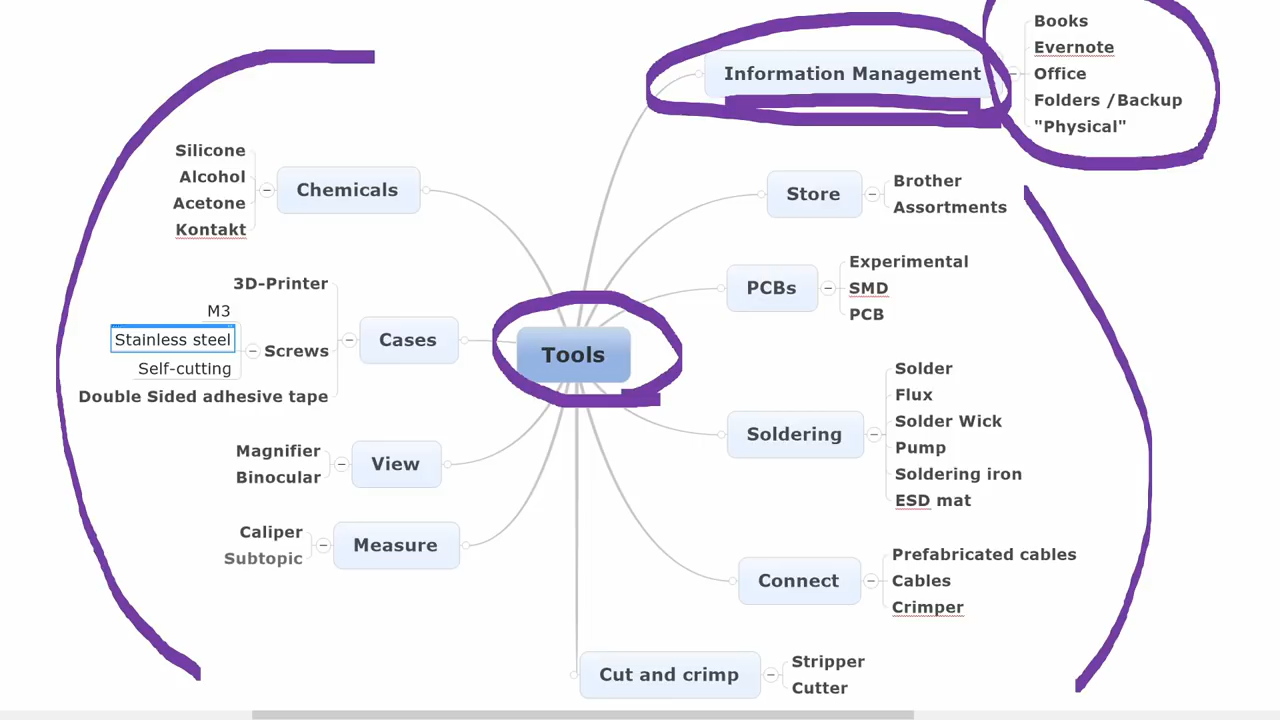 Tools
Information Management
Books
Evernote
Office
Folders /Backup
"Physical"
Store
Brother
Assortments
PCBs
Experimental
SMD
PCB
Soldering
Solder
Flux
Solder Wick
Pump
Soldering iron
ESD mat
Connect
Prefabricated cables
Cables
Crimper
Cut and crimp
Stripper
Cutter
Chemicals
Silicone
Alcohol
Acetone
Kontakt
Cases
3D-Printer
Screws
M3
Stainless steel
Self-cutting
Double Sided adhesive tape
View
Magnifier
Binocular
Measure
Caliper
Subtopic